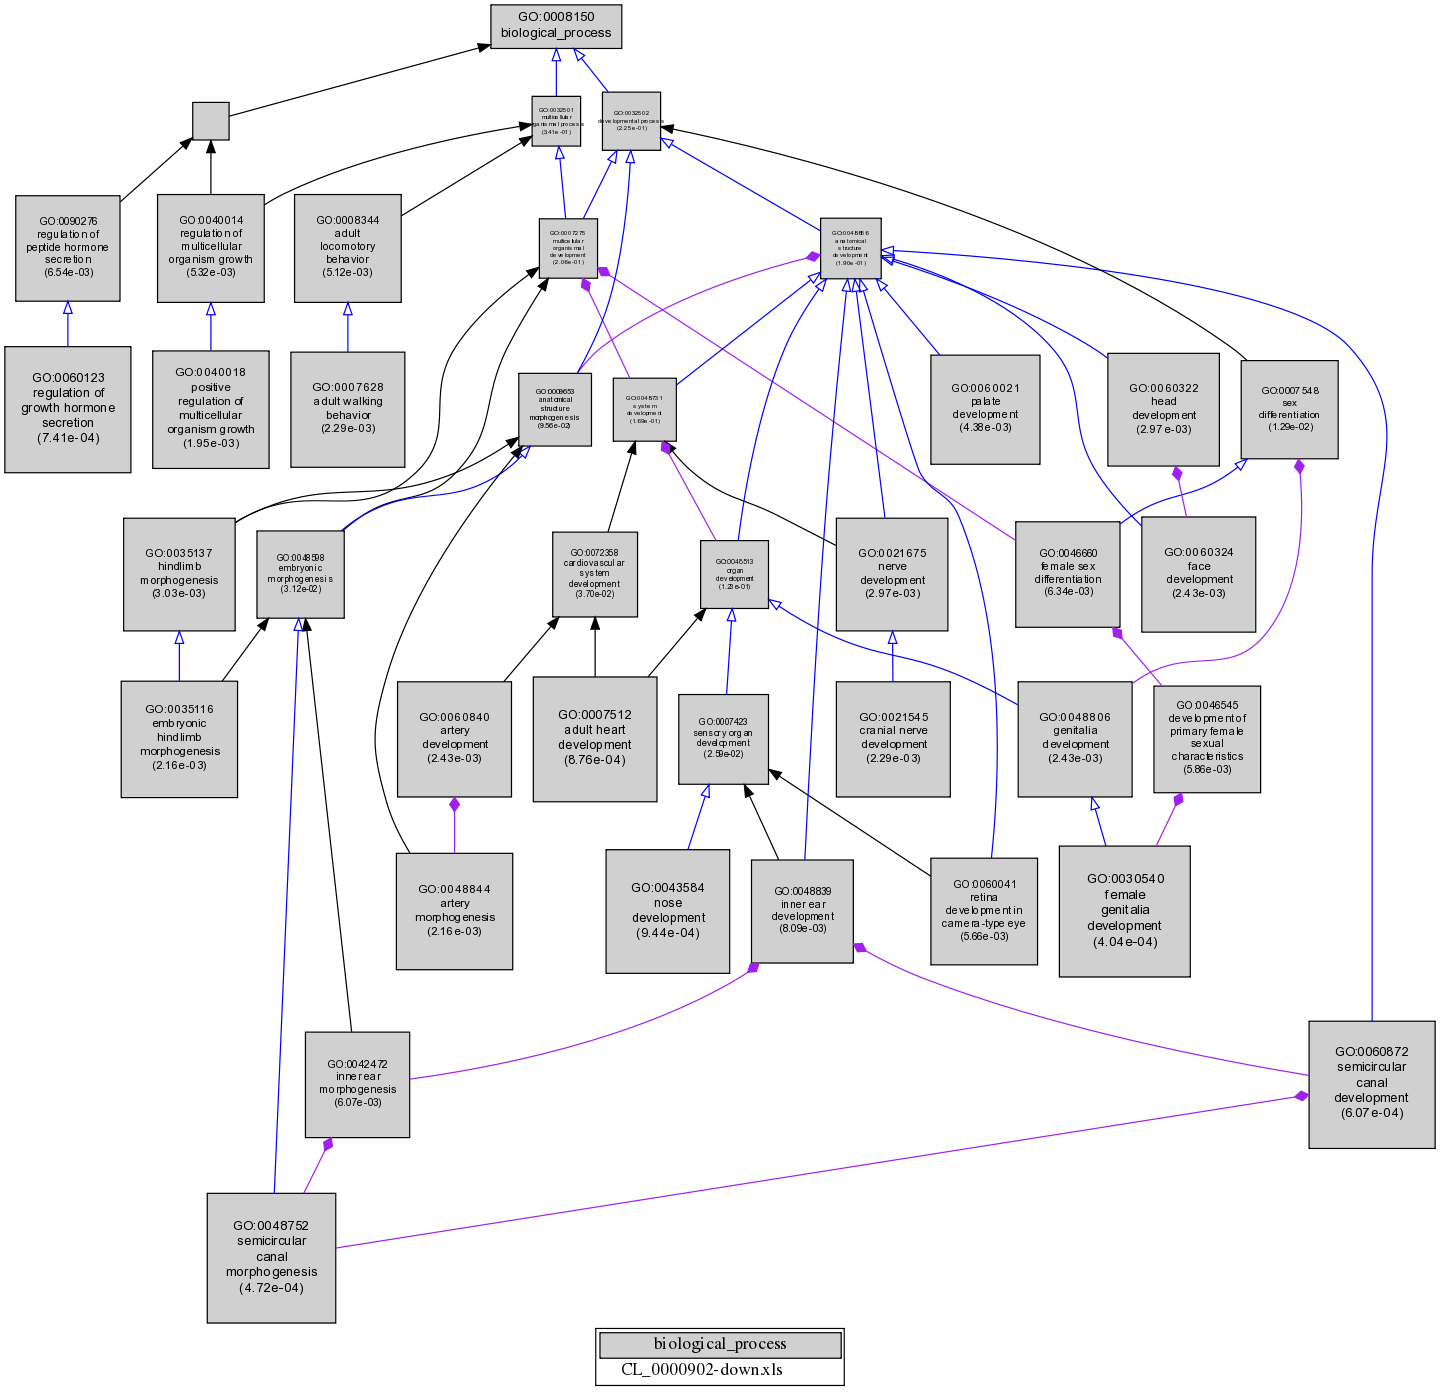 GO:0008150
biological_process
GO:0032501
multicellular
organismal process
(3.41e-01)
GO:0032502
developmental process
(2.25e-01)
GO:0090276
regulation of
peptide hormone
secretion
(6.54e-03)
GO:0040014
regulation of
multicellular
organism growth
(5.32e-03)
GO:0008344
adult
locomotory
behavior
(5.12e-03)
GO:0007275
multicellular
organismal
development
(2.06e-01)
GO:0048856
anatomical
structure
development
(1.90e-01)
GO:0060123
regulation of
growth hormone
secretion
(7.41e-04)
GO:0040018
positive
regulation of
multicellular
organism growth
(1.95e-03)
GO:0007628
adult walking
behavior
(2.29e-03)
GO:0009653
anatomical
structure
morphogenesis
(9.56e-02)
GO:0048731
system
development
(1.69e-01)
GO:0060021
palate
development
(4.38e-03)
GO:0060322
head
development
(2.97e-03)
GO:0007548
sex
differentiation
(1.29e-02)
GO:0035137
hindlimb
morphogenesis
(3.03e-03)
GO:0048598
embryonic
morphogenesis
(3.12e-02)
GO:0072358
cardiovascular
system
development
(3.70e-02)
GO:0048513
organ
development
(1.23e-01)
GO:0021675
nerve
development
(2.97e-03)
GO:0046660
female sex
differentiation
(6.34e-03)
GO:0060324
face
development
(2.43e-03)
GO:0035116
embryonic
hindlimb
morphogenesis
(2.16e-03)
GO:0060840
artery
development
(2.43e-03)
GO:0007512
adult heart
development
(8.76e-04)
GO:0007423
sensory organ
development
(2.59e-02)
GO:0021545
cranial nerve
development
(2.29e-03)
GO:0048806
genitalia
development
(2.43e-03)
GO:0046545
development of
primary female
sexual
characteristics
(5.86e-03)
GO:0048844
artery
morphogenesis
(2.16e-03)
GO:0043584
nose
development
(9.44e-04)
GO:0048839
inner ear
development
(8.09e-03)
GO:0060041
retina
development in
camera-type eye
(5.66e-03)
GO:0030540
female
genitalia
development
(4.04e-04)
GO:0042472
inner ear
morphogenesis
(6.07e-03)
GO:0060872
semicircular
canal
development
(6.07e-04)
GO:0048752
semicircular
canal
morphogenesis
(4.72e-04)
biological_process
CL_0000902-down.xls